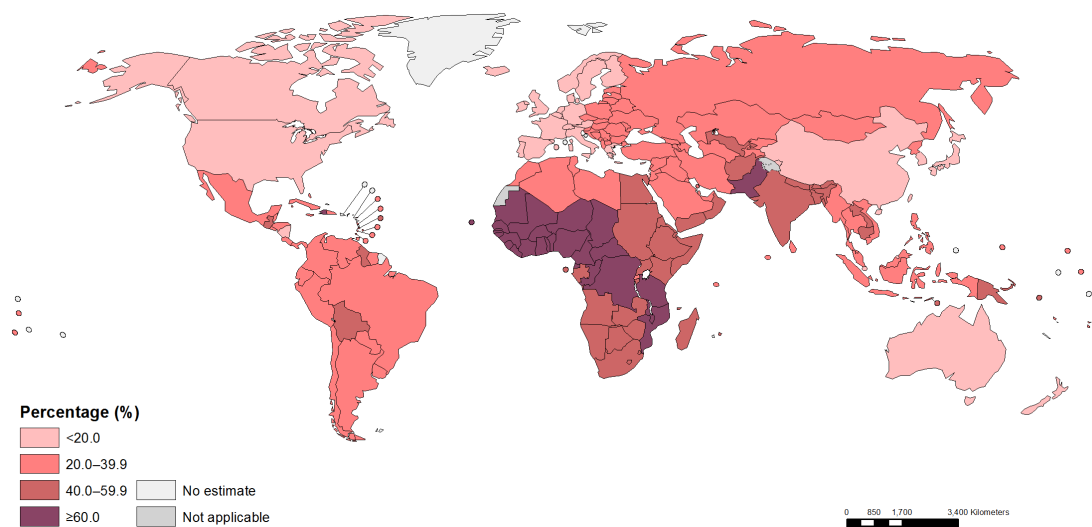 Percentage (%)
<20.0
20.0–39.9
40.0–59.9
≥60.0
No estimate
Not applicable
0 850 1,700 3,400 Kilometers